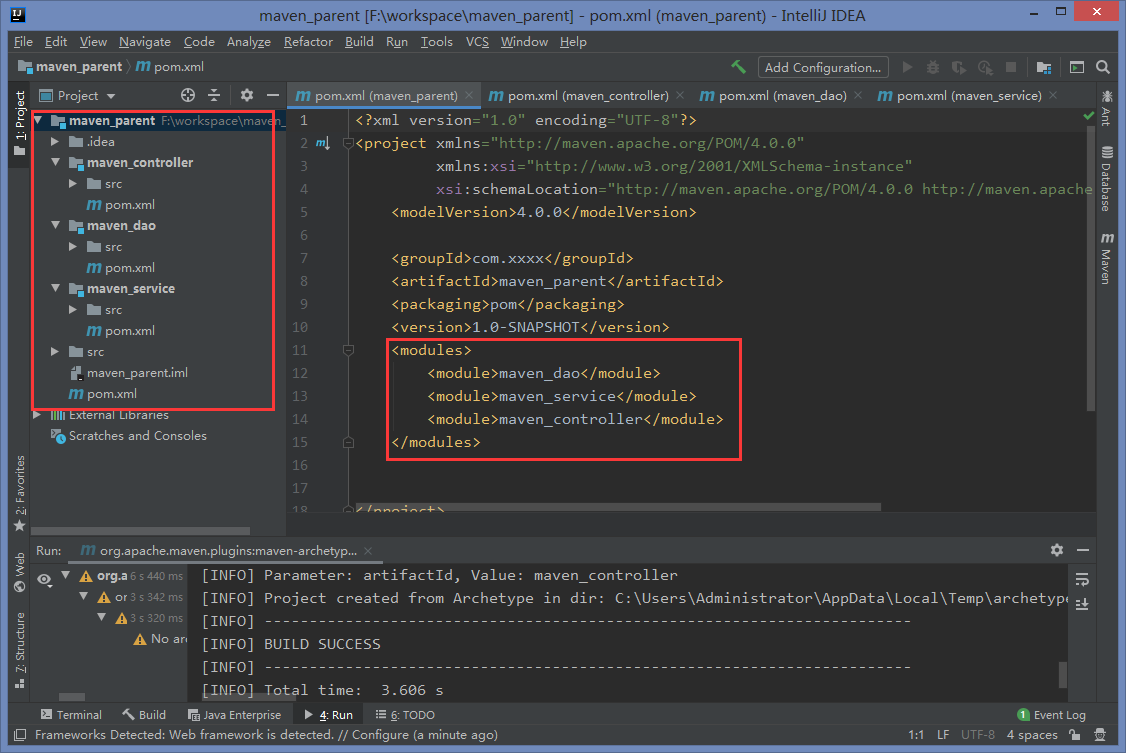 maven_parent [F:\workspace\maven_parent] - pom.xml (maven_parent) - IntelliJ IDEA
File Edit View Navigate Code Analyze Refactor Build Run Tools VCS Window Help
maven_parent pom.xml Add Configuration...
1: Project
Project
pom.xml (maven_parent) pom.xml (maven_controller) pom.xml (maven_dao) pom.xml (maven_service)
maven_parent F:\workspace\maven_
.idea
maven_controller
src
pom.xml
maven_dao
src
pom.xml
maven_service
src
pom.xml
src
maven_parent.iml
pom.xml
External Libraries
Scratches and Consoles
1 <?xml version="1.0" encoding="UTF-8"?>
2 <project xmlns="http://maven.apache.org/POM/4.0.0"
3 xmlns:xsi="http://www.w3.org/2001/XMLSchema-instance"
4 xsi:schemaLocation="http://maven.apache.org/POM/4.0.0 http://maven.apache
5 <modelVersion>4.0.0</modelVersion>
6
7 <groupId>com.xxxx</groupId>
8 <artifactId>maven_parent</artifactId>
9 <packaging>pom</packaging>
10 <version>1.0-SNAPSHOT</version>
11 <modules>
12 <module>maven_dao</module>
13 <module>maven_service</module>
14 <module>maven_controller</module>
15 </modules>
16
17
18 </project>
Ant
Database
Maven
2: Favorites
Web
Z: Structure
Run: org.apache.maven.plugins:maven-archetyp...
org.a 6 s 440 ms
or 3 s 342 ms
3 s 320 ms
No are
[INFO] Parameter: artifactId, Value: maven_controller
[INFO] Project created from Archetype in dir: C:\Users\Administrator\AppData\Local\Temp\archetype
[INFO] ------------------------------------------------------------------------
[INFO] BUILD SUCCESS
[INFO] ------------------------------------------------------------------------
[INFO] Total time:  3.606 s
Terminal Build Java Enterprise 4: Run 6: TODO 1 Event Log
Frameworks Detected: Web framework is detected. // Configure (a minute ago) 1:1 LF UTF-8 4 spaces